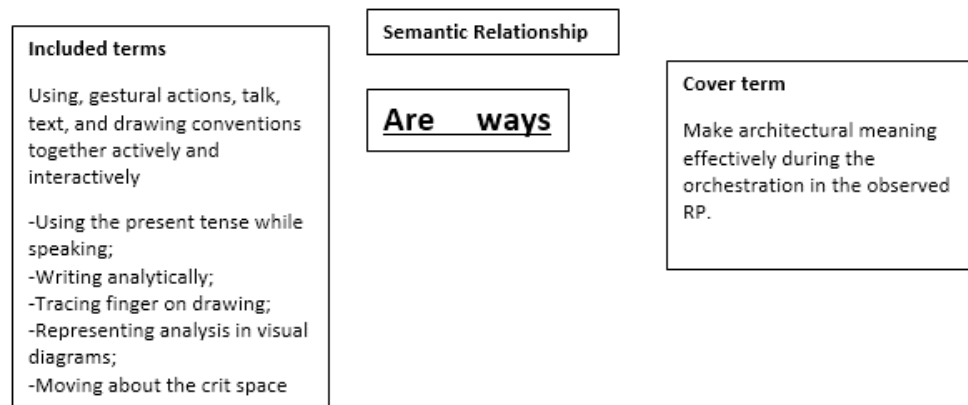 Included terms
Using, gestural actions, talk,
text, and drawing conventions
together actively and
interactively
-Using the present tense while
speaking;
-Writing analytically;
-Tracing finger on drawing;
-Representing analysis in visual
diagrams;
-Moving about the crit space
Semantic Relationship
Are ways
Cover term
Make architectural meaning
effectively during the
orchestration in the observed
RP.